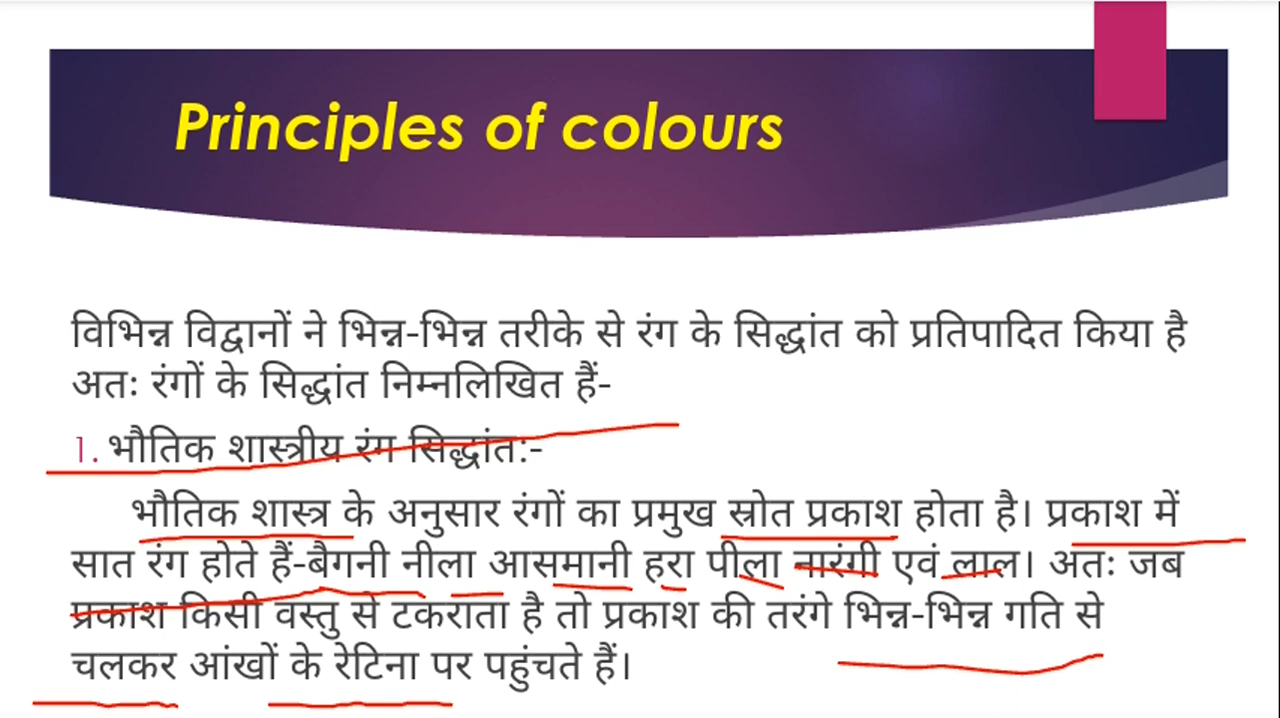 Principles of colours
विभिन्न विद्वानों ने भिन्न-भिन्न तरीके से रंग के सिद्धांत को प्रतिपादित किया है
अतः रंगों के सिद्धांत निम्नलिखित हैं-
1. भौतिक शास्त्रीय रंग सिद्धांत:-
भौतिक शास्त्र के अनुसार रंगों का प्रमुख स्रोत प्रकाश होता है। प्रकाश में
सात रंग होते हैं-बैगनी नीला आसमानी हरा पीला नारंगी एवं लाल। अतः जब
प्रकाश किसी वस्तु से टकराता है तो प्रकाश की तरंगे भिन्न-भिन्न गति से
चलकर आंखों के रेटिना पर पहुंचते हैं।